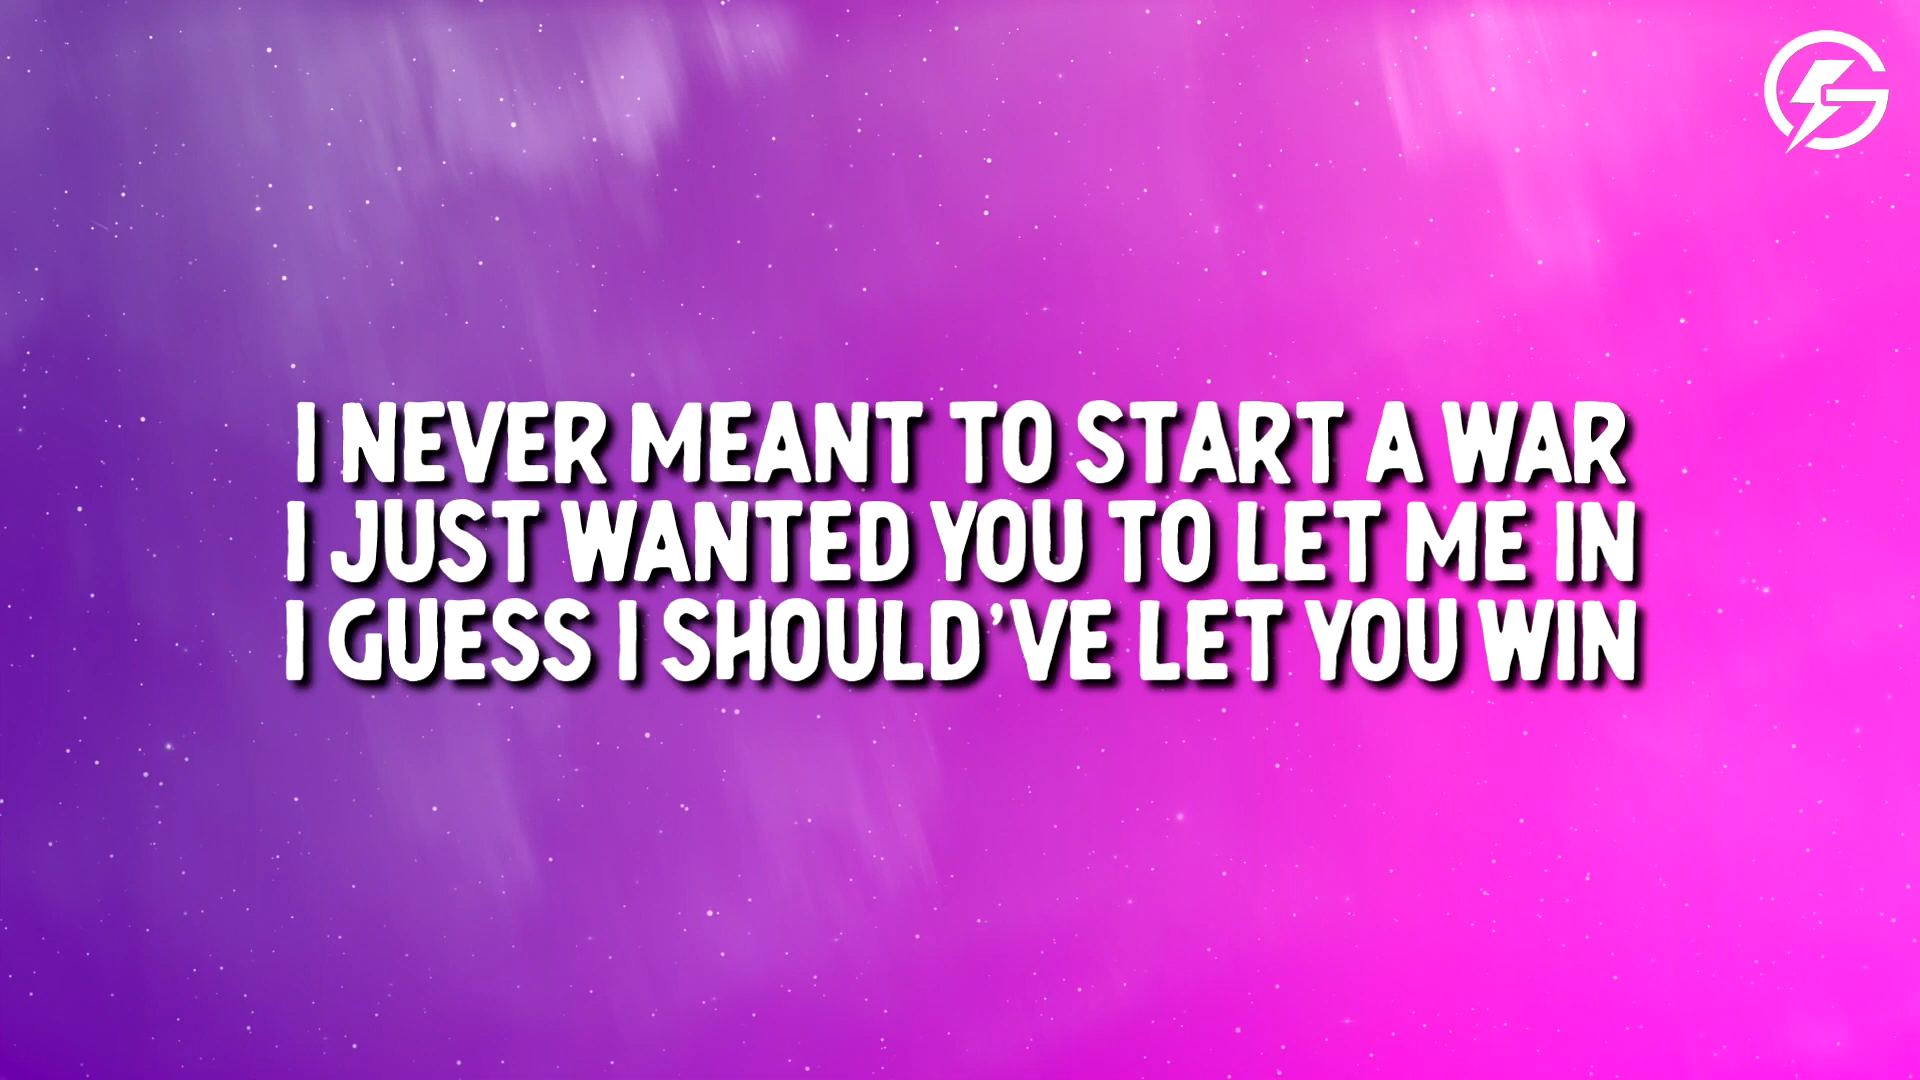 I NEVER MEANT TO START A WAR
I JUST WANTED YOU TO LET ME IN
I GUESS I SHOULD'VE LET YOU WIN